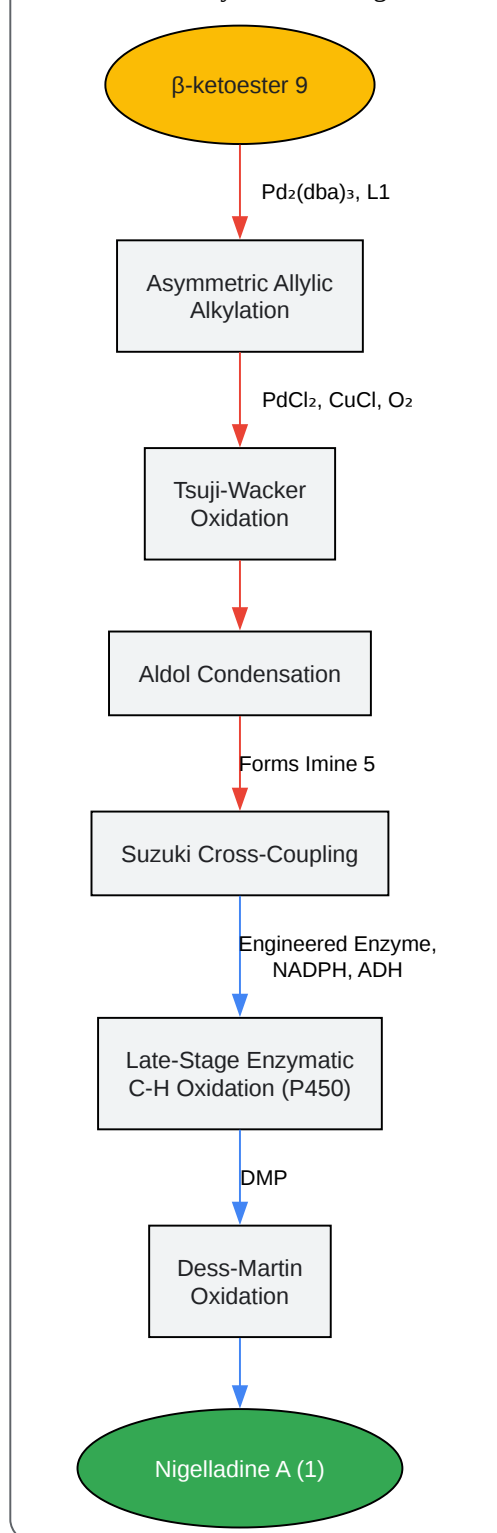 β-ketoester 9
Pd₂(dba)₃, L1
Asymmetric Allylic
Alkylation
PdCl₂, CuCl, O₂
Tsuji-Wacker
Oxidation
Aldol Condensation
Forms Imine 5
Suzuki Cross-Coupling
Engineered Enzyme,
NADPH, ADH
Late-Stage Enzymatic
C-H Oxidation (P450)
DMP
Dess-Martin
Oxidation
Nigelladine A (1)